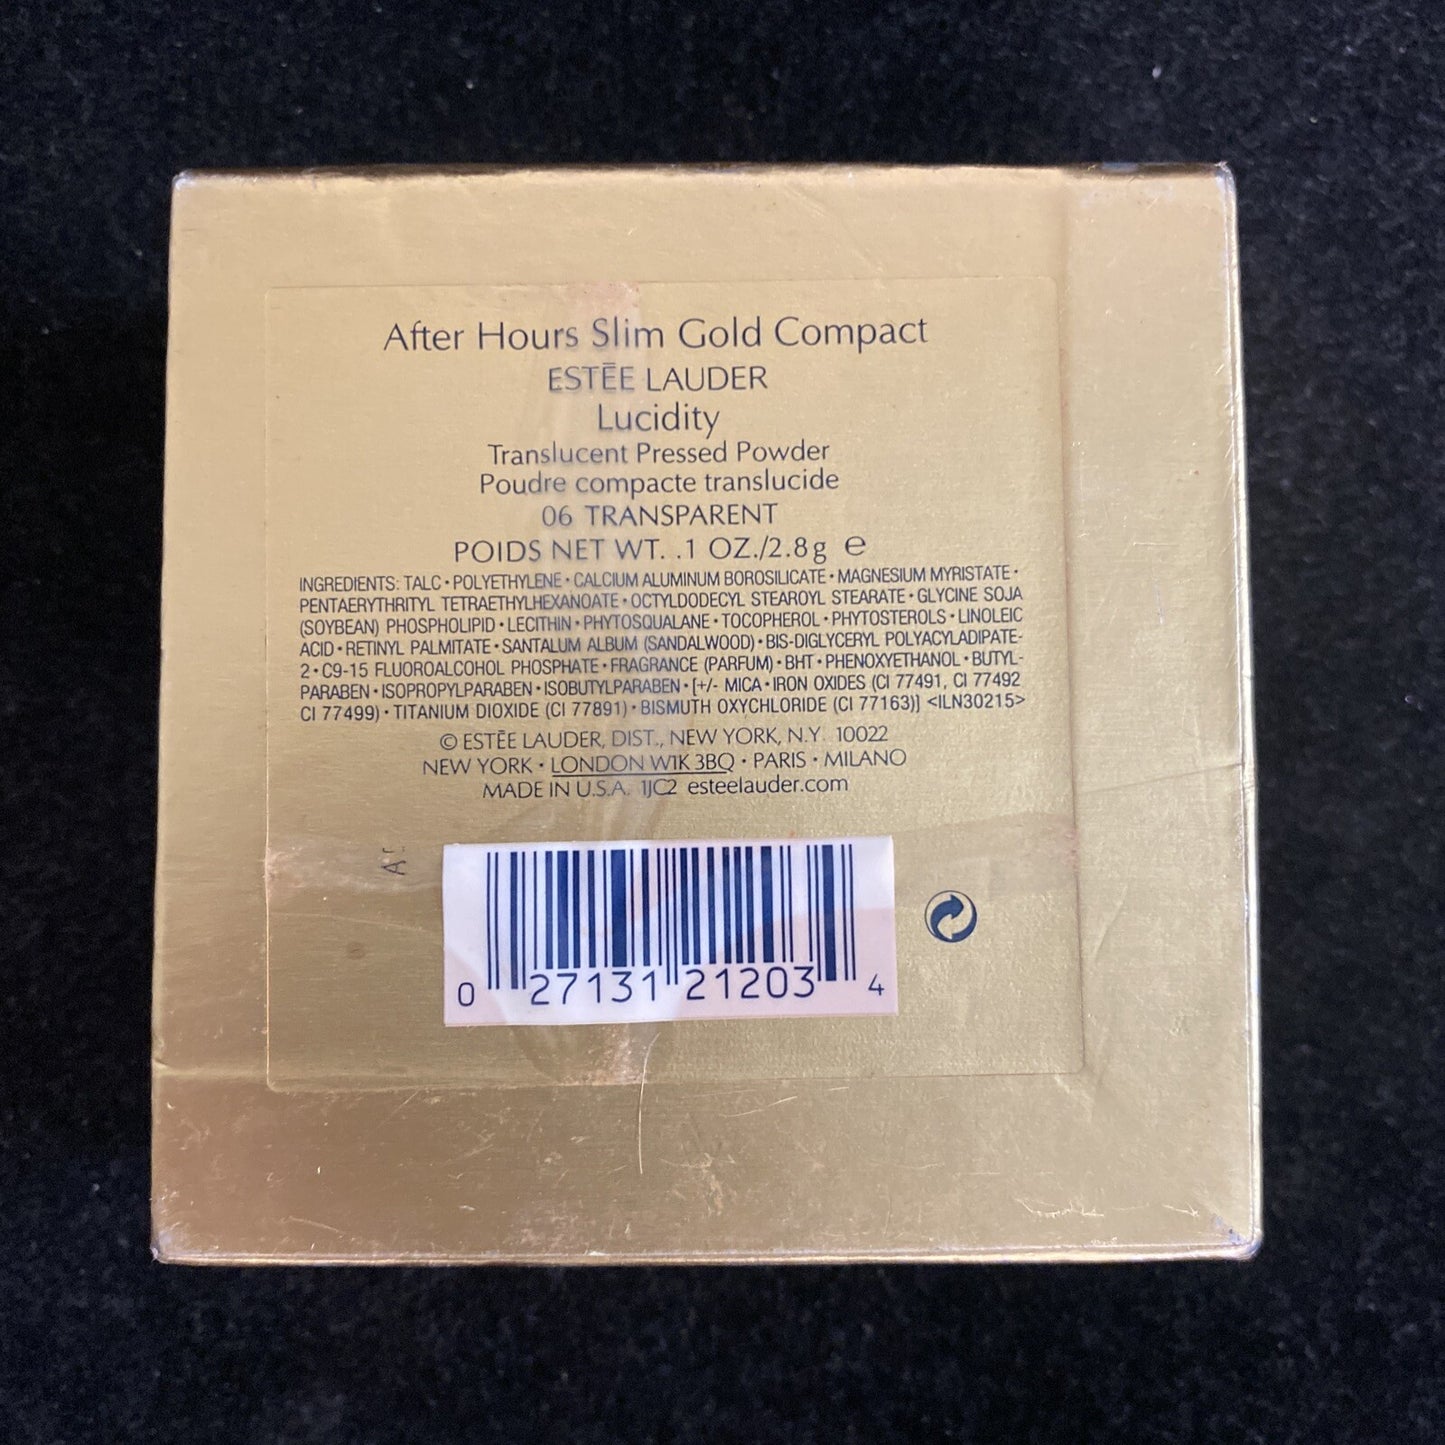 After Hours Slim Gold Compact
ESTĒE LAUDER
Lucidity
Translucent Pressed Powder
Poudre compacte translucide
06 TRANSPARENT
POIDS NET WT. .1 OZ./2.8g ℮
INGREDIENTS: TALC • POLYETHYLENE • CALCIUM ALUMINUM BOROSILICATE • MAGNESIUM MYRISTATE •
PENTAERYTHRITYL TETRAETHYLHEXANOATE • OCTYLDODECYL STEAROYL STEARATE • GLYCINE SOJA
(SOYBEAN) PHOSPHOLIPID • LECITHIN • PHYTOSQUALANE • TOCOPHEROL • PHYTOSTEROLS • LINOLEIC
ACID • RETINYL PALMITATE • SANTALUM ALBUM (SANDALWOOD) • BIS-DIGLYCERYL POLYACYLADIPATE-
2 • C9-15 FLUOROALCOHOL PHOSPHATE • FRAGRANCE (PARFUM) • BHT • PHENOXYETHANOL • BUTYL-
PARABEN • ISOPROPYLPARABEN • ISOBUTYLPARABEN • [+/- MICA • IRON OXIDES (CI 77491, CI 77492
CI 77499) • TITANIUM DIOXIDE (CI 77891) • BISMUTH OXYCHLORIDE (CI 77163)] <ILN30215>
© ESTĒE LAUDER, DIST., NEW YORK, N.Y. 10022
NEW YORK • LONDON W1K 3BQ • PARIS • MILANO
MADE IN U.S.A. 1JC2 esteelauder.com
0 27131 21203 4